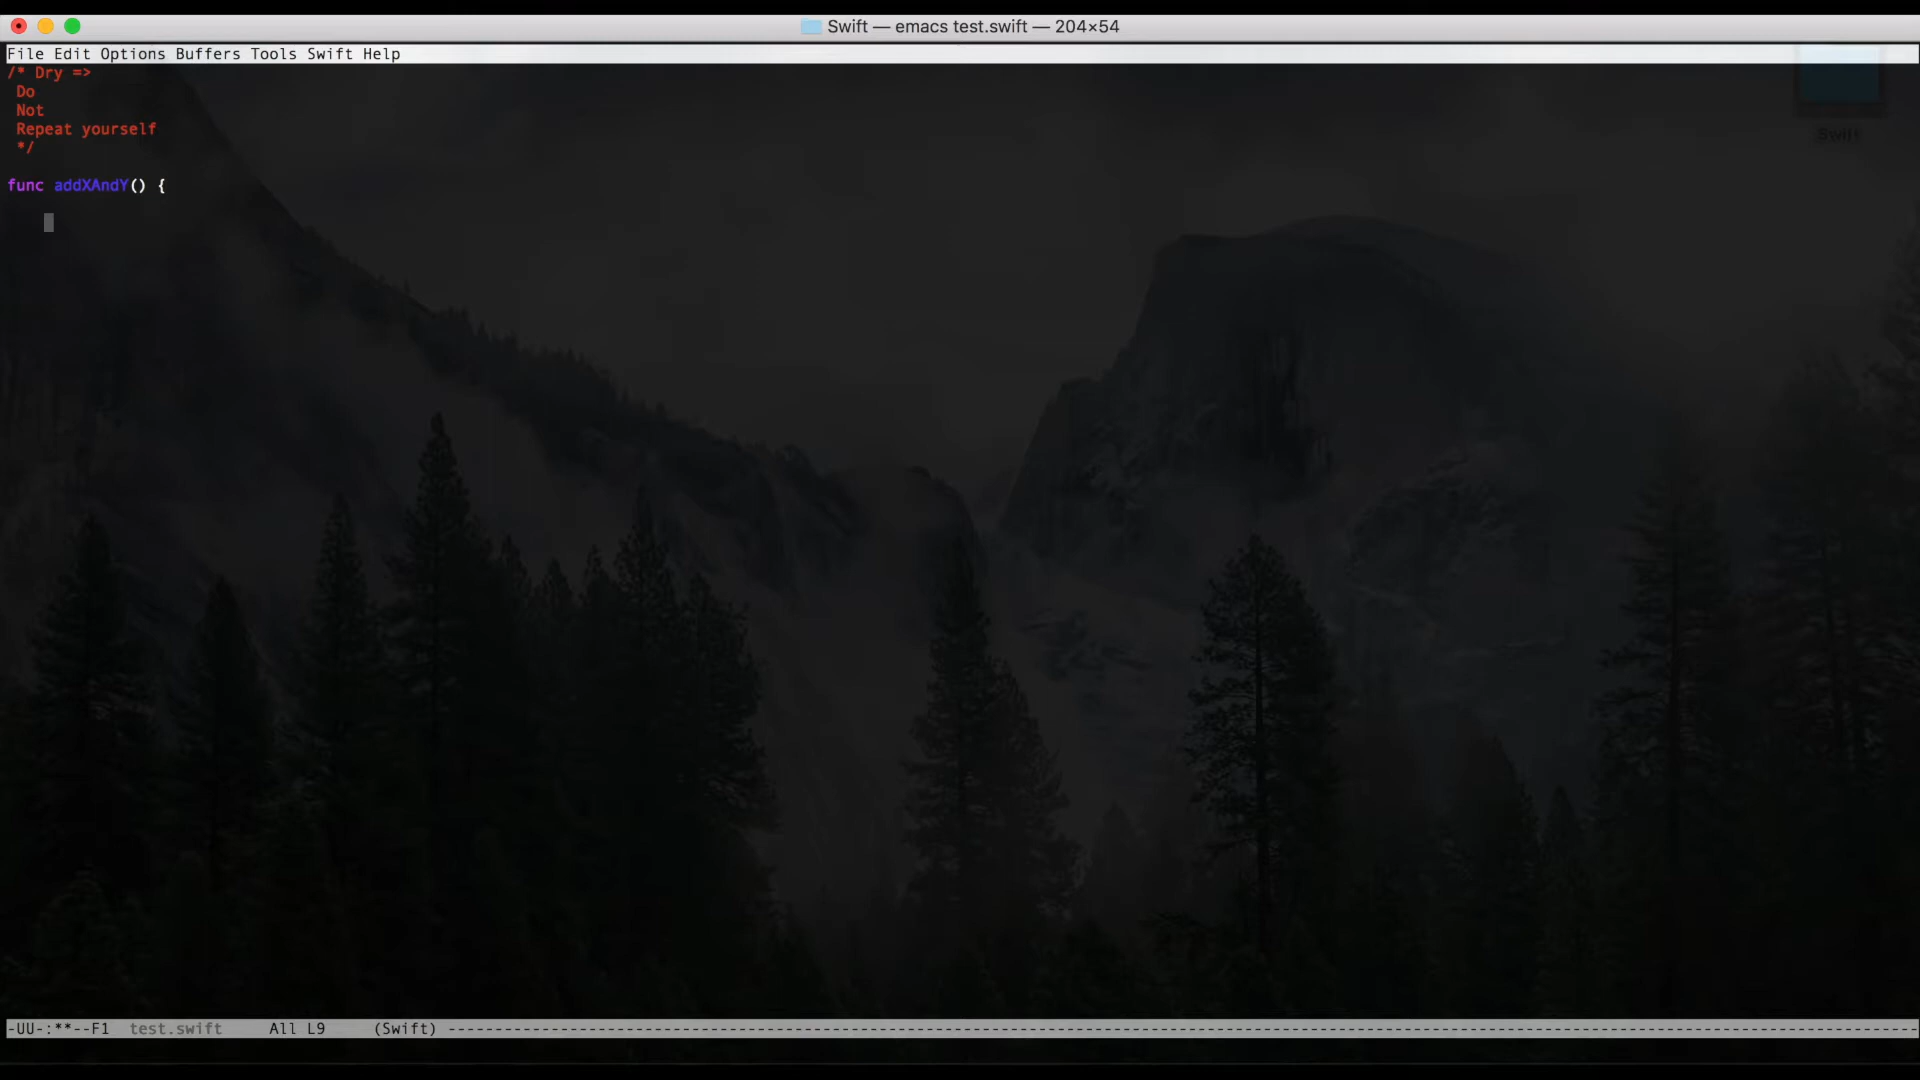 Swift — emacs test.swift — 204×54
File Edit Options Buffers Tools Swift Help
/* Dry =>
Do
Not
Repeat yourself
*/
func addXAndY() {
Swift
-UU-:**--F1  test.swift     All L9     (Swift) ----------------------------------------------------------------------------------------------------------------------------------------------------------------